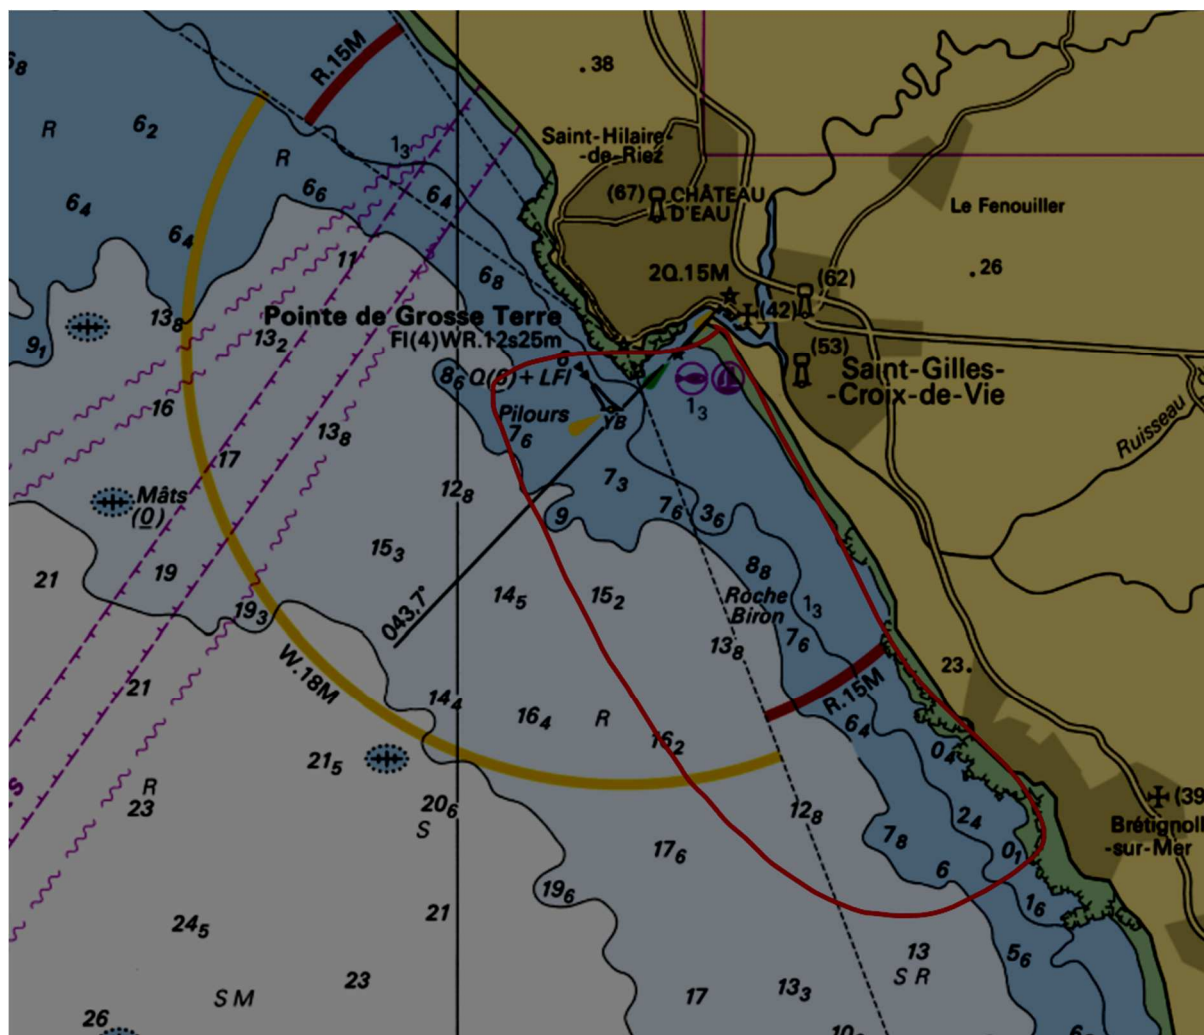 R.15M
6₈
R
6₂
38
1₃
Saint-Hilaire-
-de-Riez
R
6₆
6₄
(67)
CHÂTEAU
D'EAU
Le Fenouiller
6₄
6₄
11
6₈
2Q.15M
(62)
26
Pointe de Grosse Terre
(42)
13₈
13₂
Fl(4)WR.12s25m
(53)
9₁
8₆
Q(6)+LFl
Saint-Gilles-
-Croix-de-Vie
16
Pilours
YB
1₃
13₈
7₆
Ruisseau
17
7₃
12₈
7₆
3₆
Mâts
(0)
9
15₃
8₈
21
19
14₅
15₂
Roche
Biron
1₃
19₃
043,7°
7₆
13₈
W.18M
23
21
14₄
16₄
R
R.15M
6₄
16₂
0₄
21₅
R
23
20₆
S
12₈
2₄
(39
Brétignoll
-sur-Mer
7₈
17₆
0₁
6
19₆
1₆
24₅
21
13
S R
5₆
23
S M
17
13₃
26